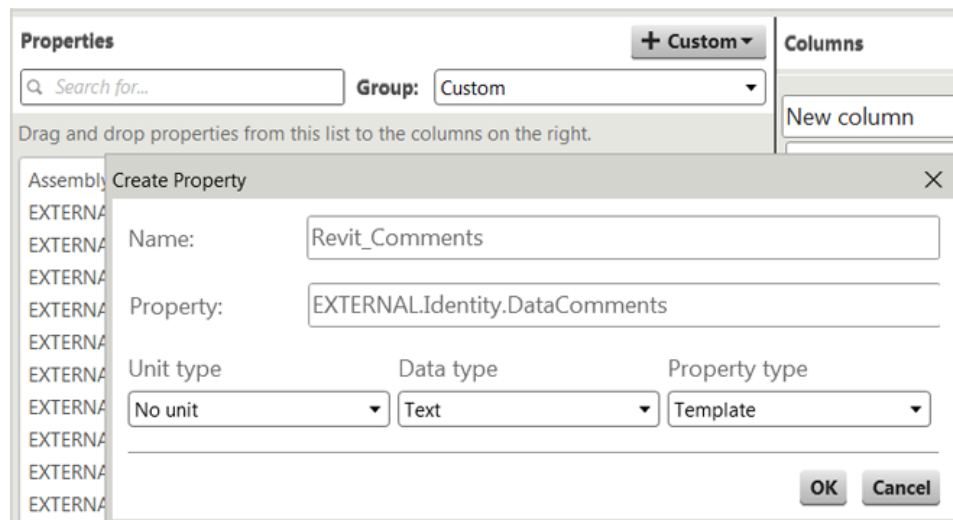 Properties
+ Custom
Columns
Search for...
Group:
Custom
New column
Drag and drop properties from this list to the columns on the right.
Assembly
Create Property
EXTERNA
Name:
Revit_Comments
EXTERNA
EXTERNA
Property:
EXTERNAL.Identity.DataComments
EXTERNA
EXTERNA
Unit type
Data type
Property type
EXTERNA
No unit
Text
Template
EXTERNA
EXTERNA
EXTERNA
OK
Cancel
EXTERNA